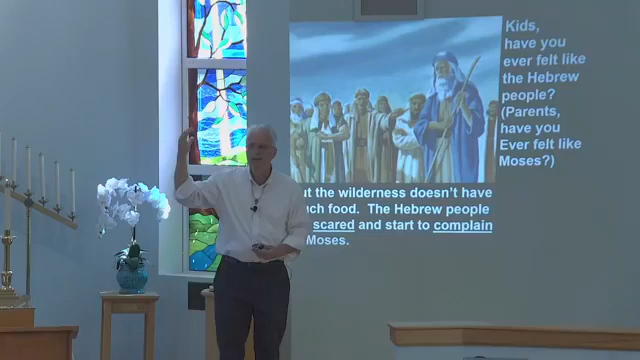 Kids,
have you
ever felt like
the Hebrew
people?
(Parents,
have you
Ever felt like
Moses?)
the wilderness doesn't have
food. The Hebrew people
scared and start to complain
Moses.